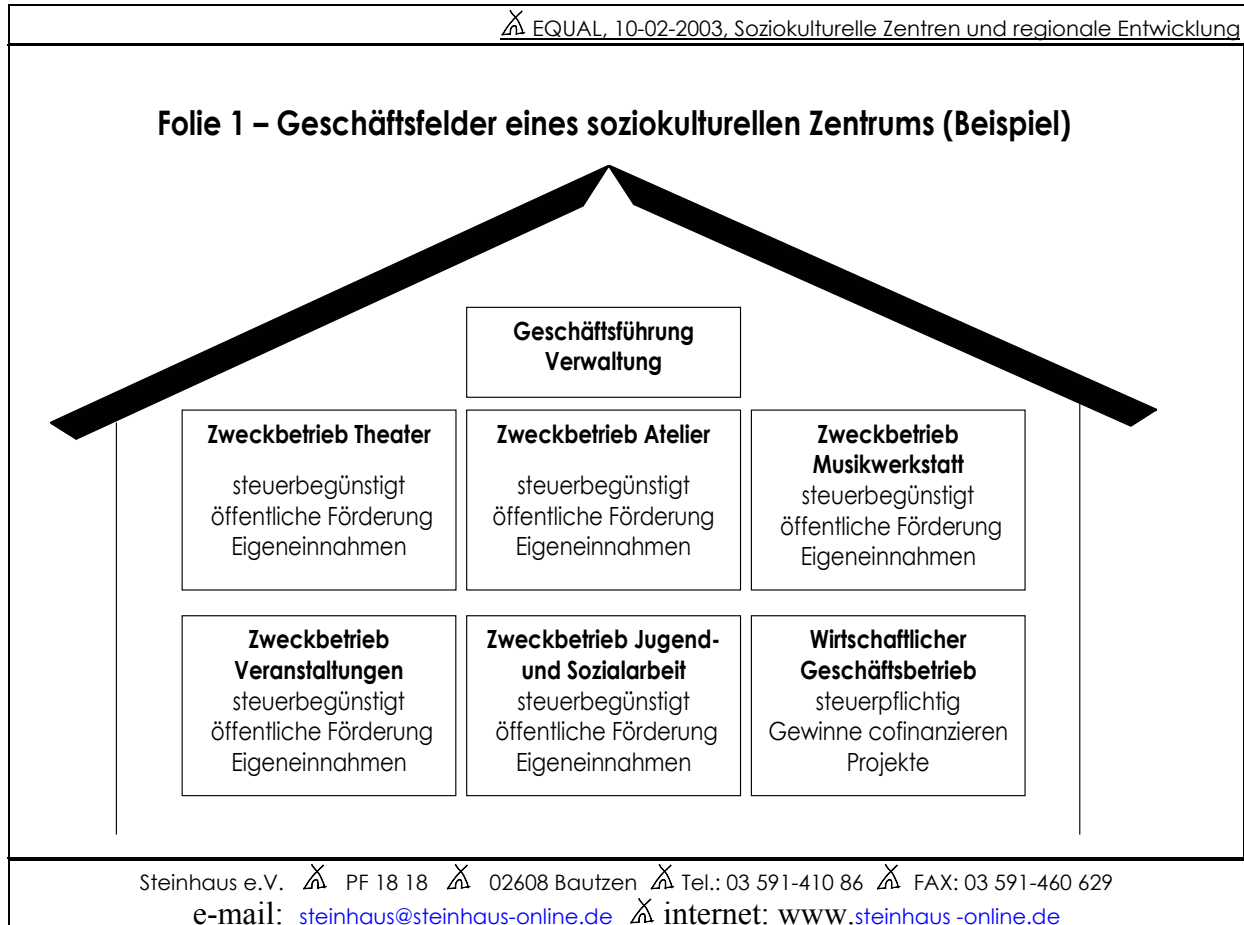 EQUAL, 10-02-2003, Soziokulturelle Zentren und regionale Entwicklung
Folie 1 – Geschäftsfelder eines soziokulturellen Zentrums (Beispiel)
Geschäftsführung
Verwaltung
Zweckbetrieb Theater
steuerbegünstigt
öffentliche Förderung
Eigeneinnahmen
Zweckbetrieb Atelier
steuerbegünstigt
öffentliche Förderung
Eigeneinnahmen
Zweckbetrieb
Musikwerkstatt
steuerbegünstigt
öffentliche Förderung
Eigeneinnahmen
Zweckbetrieb
Veranstaltungen
steuerbegünstigt
öffentliche Förderung
Eigeneinnahmen
Zweckbetrieb Jugend-
und Sozialarbeit
steuerbegünstigt
öffentliche Förderung
Eigeneinnahmen
Wirtschaftlicher
Geschäftsbetrieb
steuerpflichtig
Gewinne cofinanzieren
Projekte
Steinhaus e.V. PF 18 18 02608 Bautzen Tel.: 03 591-410 86 FAX: 03 591-460 629
e-mail: steinhaus@steinhaus-online.de internet: www.steinhaus -online.de